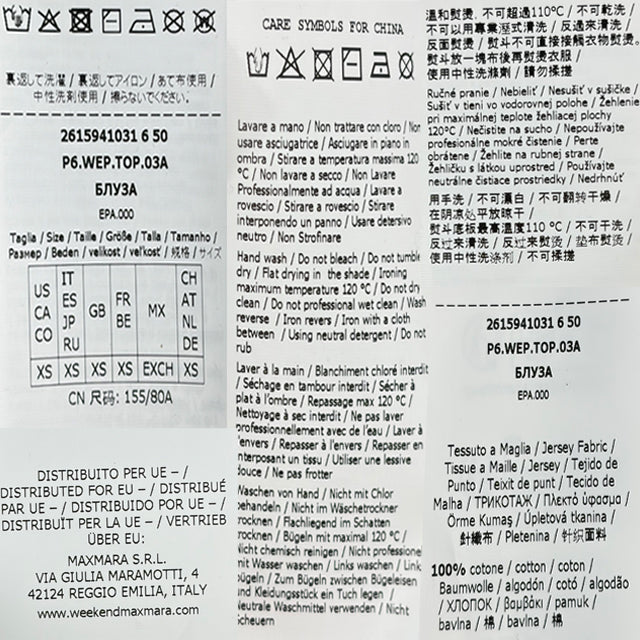 裏返して洗濯 / 裏返してアイロン / あて布使用 /
中性洗剤使用 / 擦らないでください。
2615941031 6 50
P6.WEP.TOP.03A
БЛУЗА
EPA.000
Taglia / Size / Taille / Größe / Talla / Tamanho /
Размер / Beden / velikost / veľkosť / 规格 / サイズ
US CA CO
IT ES JP RU
GB
FR BE
MX
CH AT NL DE
XS XS XS XS EXCH XS
CN 尺码: 155/80A
DISTRIBUITO PER UE – /
DISTRIBUTED FOR EU – / DISTRIBUÉ
PAR UE – / DISTRIBUIDO POR UE – /
DISTRIBUÏT PER LA UE – / VERTRIEB
ÜBER EU:
MAXMARA S.R.L.
VIA GIULIA MARAMOTTI, 4
42124 REGGIO EMILIA, ITALY
www.weekendmaxmara.com
CARE SYMBOLS FOR CHINA
Lavare a mano / Non trattare con cloro / Non
usare asciugatrice / Asciugare in piano in
ombra / Stirare a temperatura massima 120
°C / Non lavare a secco / Non Lavare
Professionalmente ad acqua / Lavare a
rovescio / Stirare a rovescio / Stirare
interponendo un panno / Usare detersivo
neutro / Non Strofinare
Hand wash / Do not bleach / Do not tumble
dry / Flat drying in the shade / Ironing
maximum temperature 120 °C / Do not dry
clean / Do not professional wet clean / Wash
reverse / Iron revers / Iron with a cloth
between / Using neutral detergent / Do not
rub
Laver à la main / Blanchiment chloré interdit
/ Séchage en tambour interdit / Sécher à
plat à l'ombre / Repassage max 120 °C /
Nettoyage à sec interdit / Ne pas laver
professionnellement avec de l'eau / Laver à
l'envers / Repasser à l'envers / Repasser en
interposant un tissu / Utiliser une lessive
douce / Ne pas frotter
Waschen von Hand / Nicht mit Chlor
behandeln / Nicht im Wäschetrockner
trocknen / Flachliegend im Schatten
trocknen / Bügeln mit maximal 120 °C /
Nicht chemisch reinigen / Nicht professionel
mit Wasser waschen / Links waschen / Link
bügeln / Zum Bügeln zwischen Bügeleisen
und Kleidungsstück ein Tuch legen /
Neutrale Waschmittel verwenden / Nicht
Scheuern
溫和熨燙, 不可超過110°C / 不可乾洗 /
不可以用專業溼式清洗 / 反過來清洗 /
反面熨燙 / 熨斗不可直接接觸衣物熨燙。
熨斗放一塊布後再熨燙衣服 /
使用中性洗滌劑 / 請勿揉搓
Ručné pranie / Nebieliť / Nesušiť v sušičke /
Sušiť v tieni vo vodorovnej polohe / Žehlenie
pri maximálnej teplote žehliacej plochy
120°C / Nečistite na sucho / Nepoužívajte
profesionálne mokré čistenie / Perte
obrátene / Žehlite na rubnej strane /
Žehličku s látkou uprostred / Používajte
neutrálne čistiace prostriedky / Nedrhnúť
用手洗 / 不可漂白 / 不可翻转干燥 /
在阴凉处平放晾干 /
熨斗底板最高温度110 °C / 不可干洗 /
反过来清洗 / 反过来熨烫 / 垫布熨烫 /
使用中性洗涤剂 / 不可揉搓
2615941031 6 50
P6.WEP.TOP.03A
БЛУЗА
EPA.000
Tessuto a Maglia / Jersey Fabric /
Tissue a Maille / Jersey / Tejido de
Punto / Teixit de punt / Tecido de
Malha / ТРИКОТАЖ / Πλεκτό ύφασμα /
Örme Kumaş / Úpletová tkanina /
針織布 / Pletenina / 针织面料
100% cotone / cotton / coton /
Baumwolle / algodón / cotó / algodão
/ ХЛОПОК / βαμβάκι / pamuk /
bavlna / 棉 / bavlna / 棉